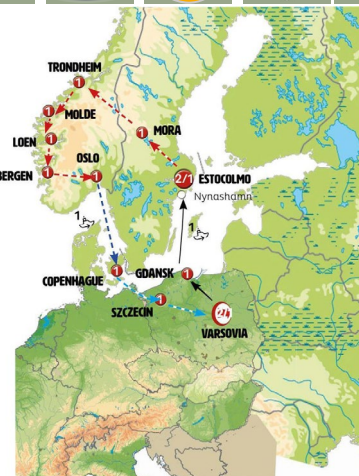 TRONDHEIM
1
1
MOLDE
1
MORA
LOEN
1
OSLO
BERGEN
1
1
2/1
ESTOCOLMO
Nynashamn
1
1
COPENHAGUE
1
GDANSK
1
SZCZECIN
1
VARSOVIA